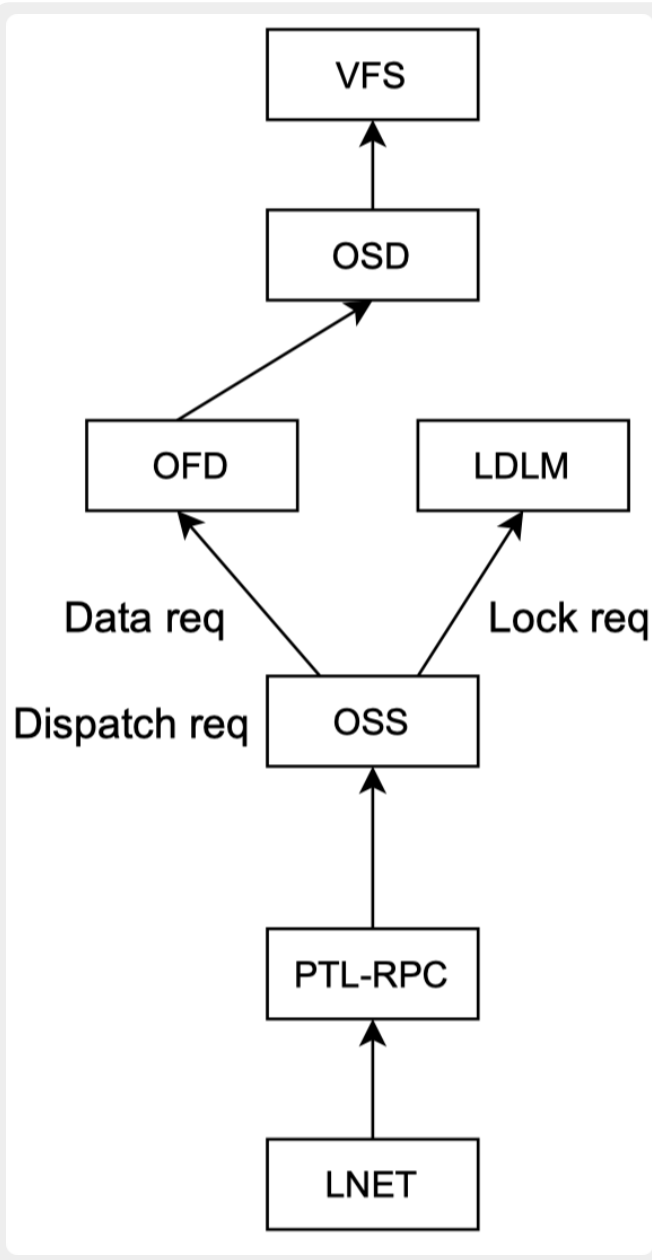 VFS
OSD
OFD
LDLM
Data req
Lock req
Dispatch req
OSS
PTL-RPC
LNET